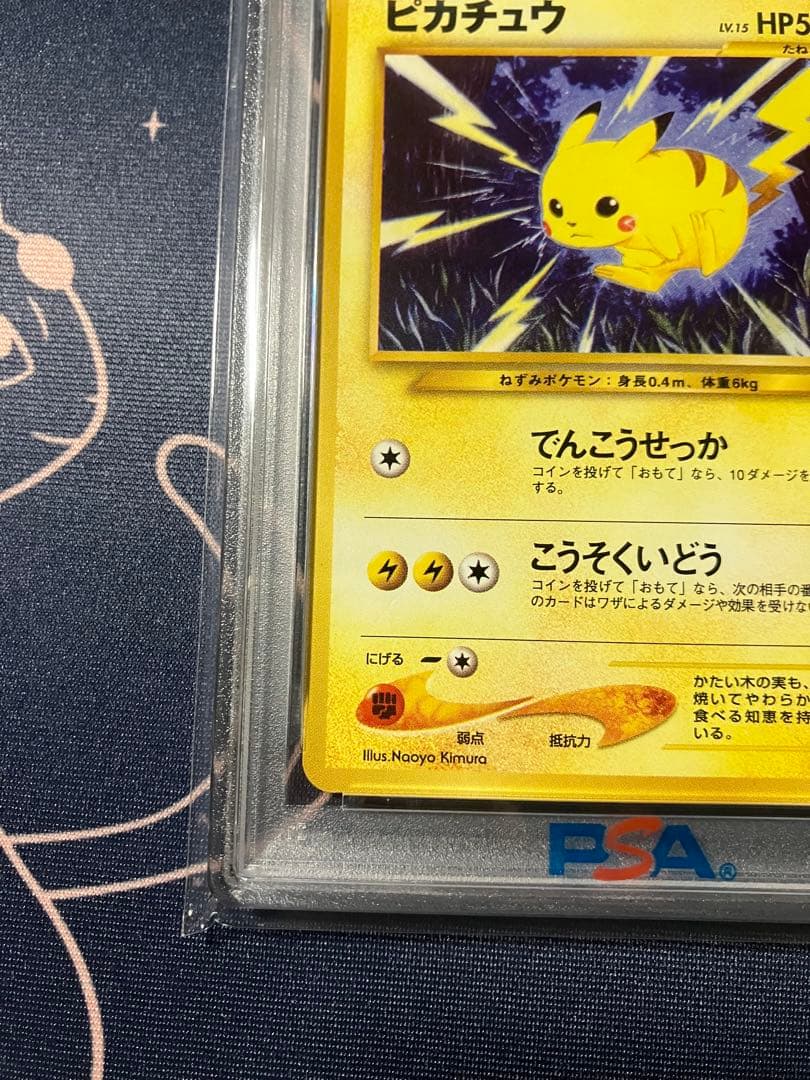 ピカチュウ LV.15 HP5
たね
ねずみポケモン：身長0.4m、体重6kg
でんこうせっか
コインを投げて「おもて」なら、10ダメージを
する。
こうそくいどう
コインを投げて「おもて」なら、次の相手の番
のカードはワザによるダメージや効果を受けな
にげる
弱点
抵抗力
かたい木の実も、
焼いてやわらか
食べる知恵を持
いる。
Illus.Naoyo Kimura
PSA®